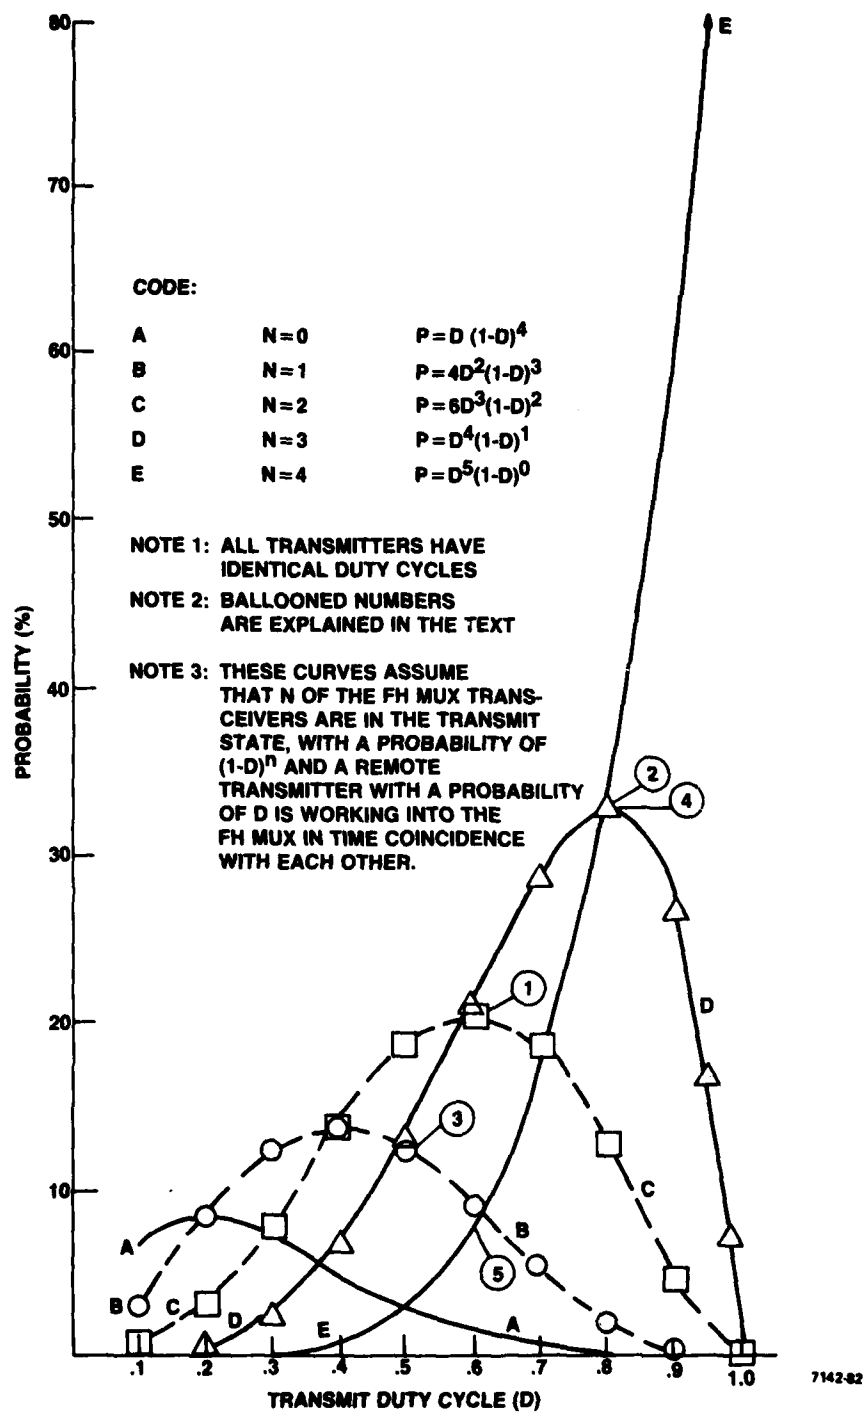 80
E
70
CODE:
A N=0 P=D (1-D)⁴
60
B N=1 P=4D²(1-D)³
C N=2 P=6D³(1-D)²
D N=3 P=D⁴(1-D)¹
E N=4 P=D⁵(1-D)⁰
50
NOTE 1: ALL TRANSMITTERS HAVE
IDENTICAL DUTY CYCLES
NOTE 2: BALLOONED NUMBERS
ARE EXPLAINED IN THE TEXT
NOTE 3: THESE CURVES ASSUME
THAT N OF THE FH MUX TRANS-
CEIVERS ARE IN THE TRANSMIT
STATE, WITH A PROBABILITY OF
(1-D)ⁿ AND A REMOTE
TRANSMITTER WITH A PROBABILITY
OF D IS WORKING INTO THE
FH MUX IN TIME COINCIDENCE
WITH EACH OTHER.
PROBABILITY (%)
40
2
4
30
1
D
20
3
C
10
A
B
5
B
C
D
E
A
.1 .2 .3 .4 .5 .6 .7 .8 .9 1.0
TRANSMIT DUTY CYCLE (D)
7142-82